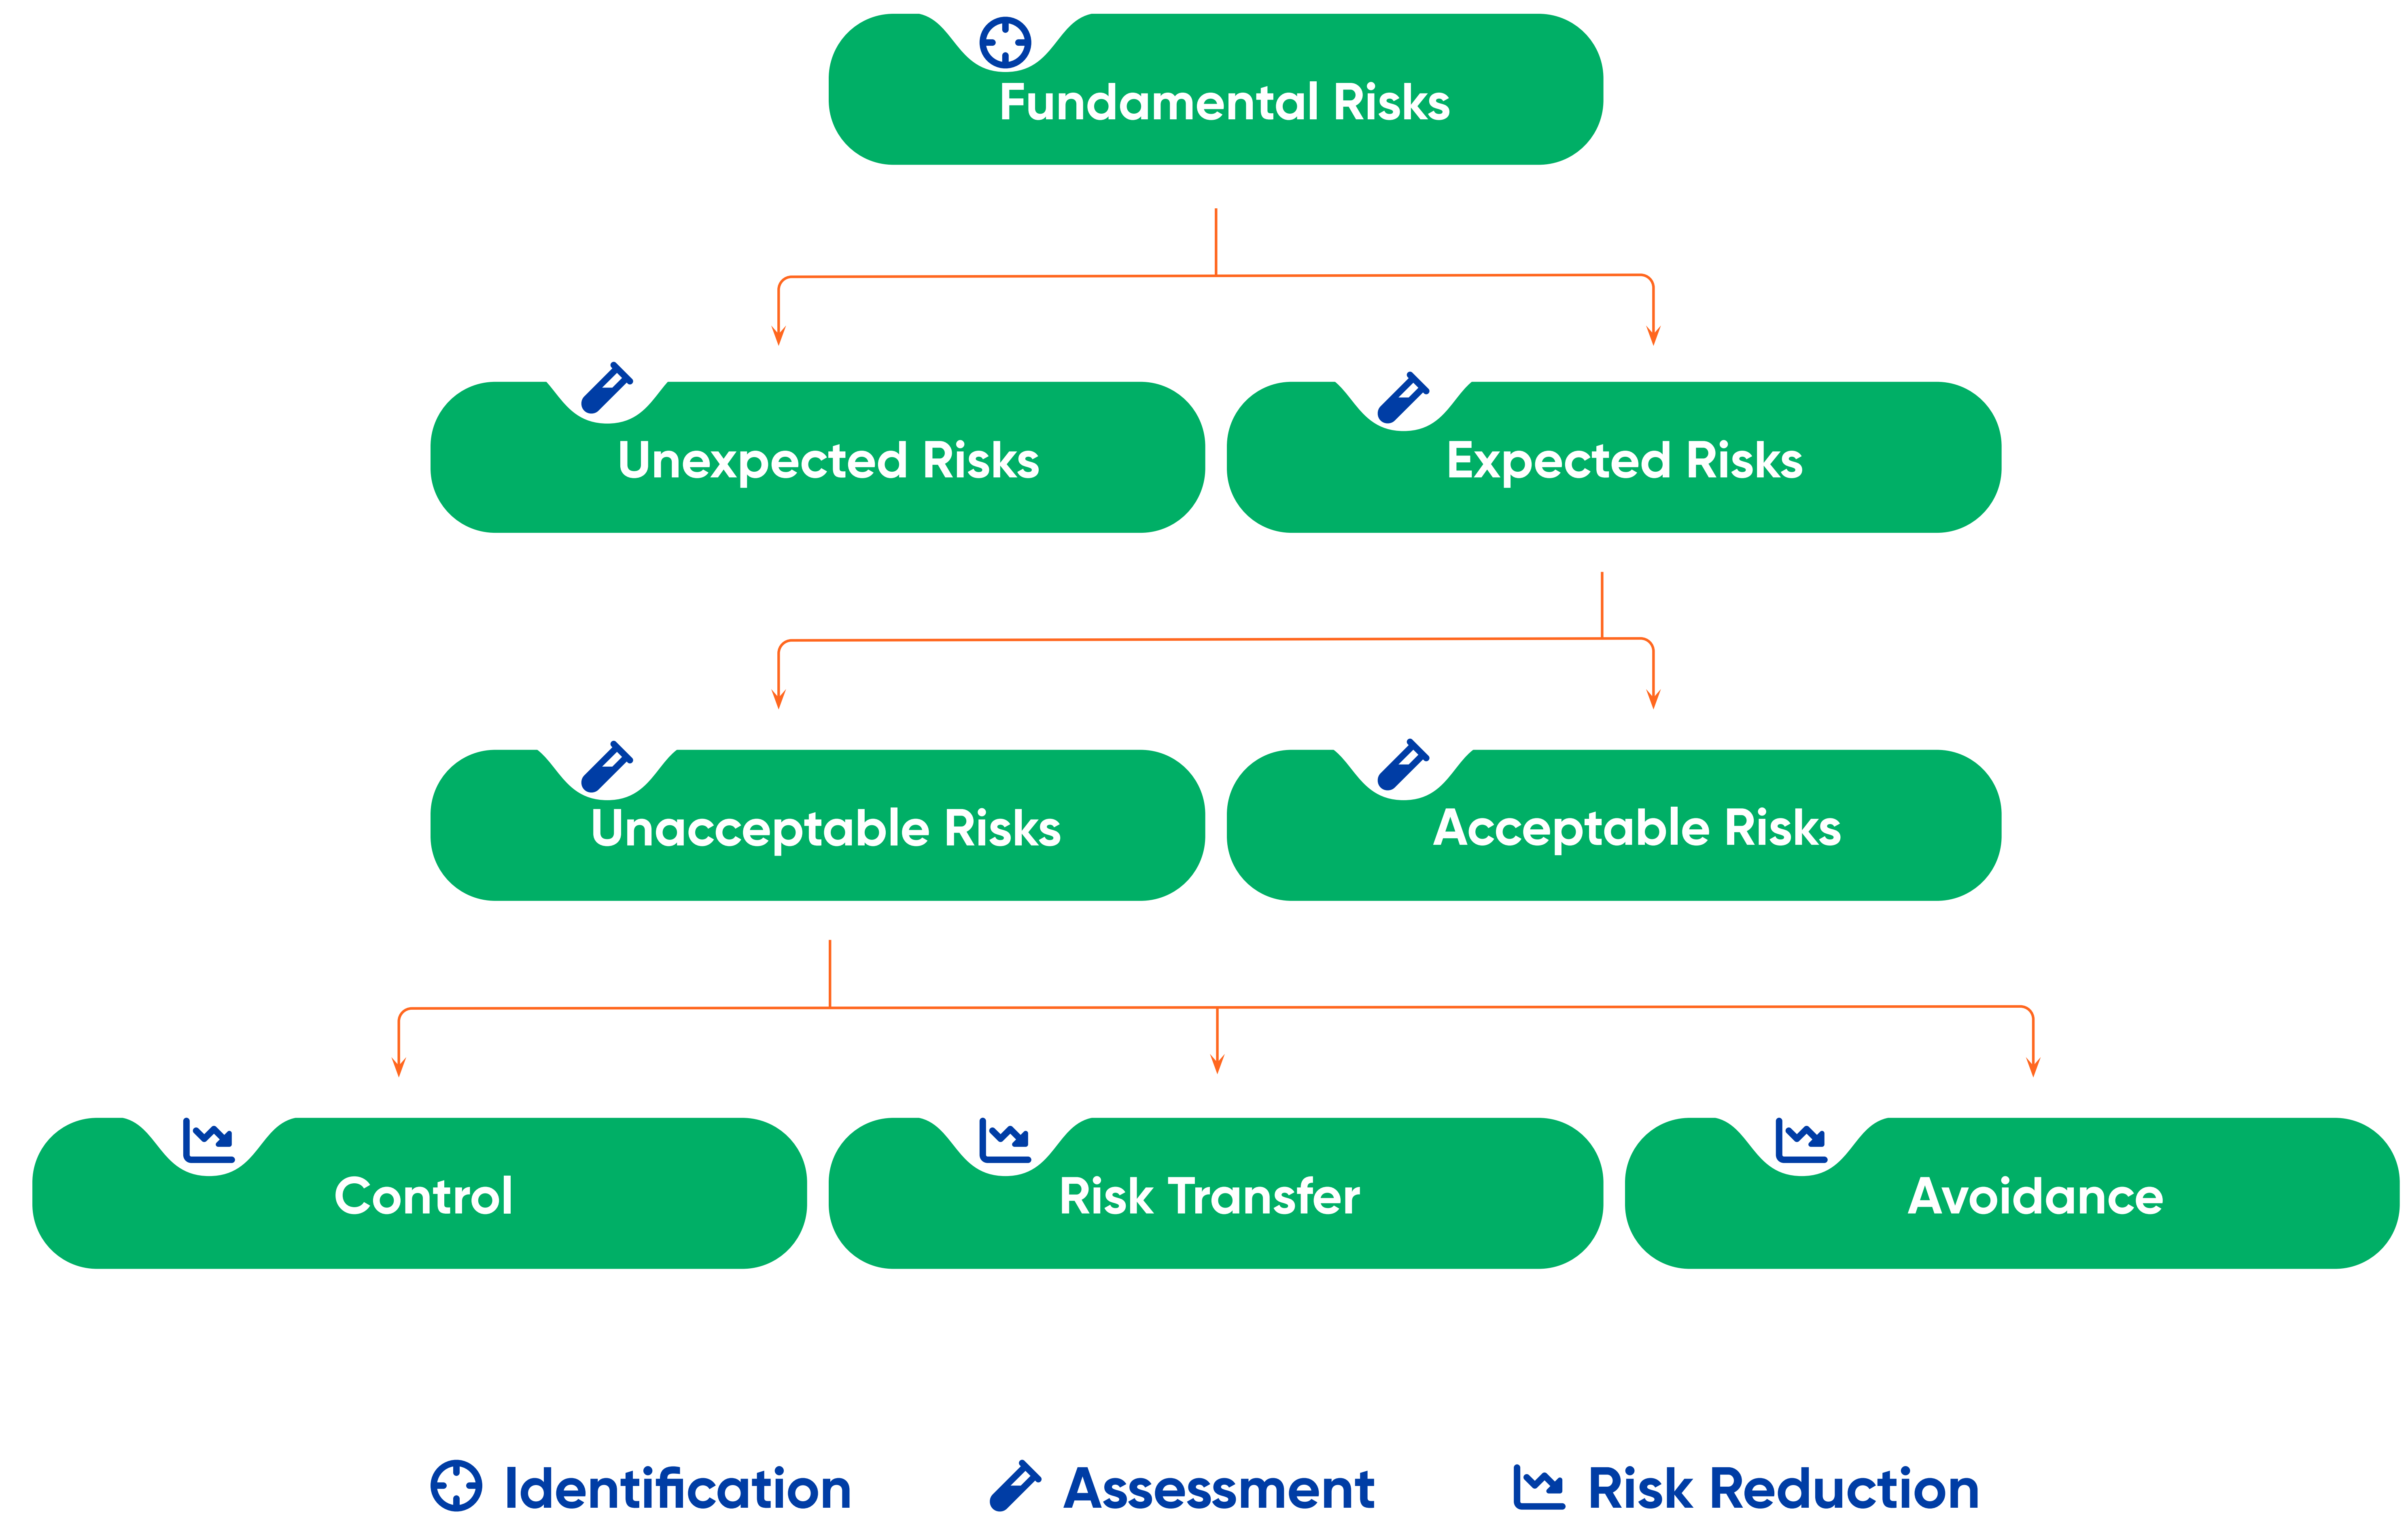 Fundamental Risks
Unexpected Risks
Expected Risks
Unacceptable Risks
Acceptable Risks
Control
Risk Transfer
Avoidance
Identification
Assessment
Risk Reduction